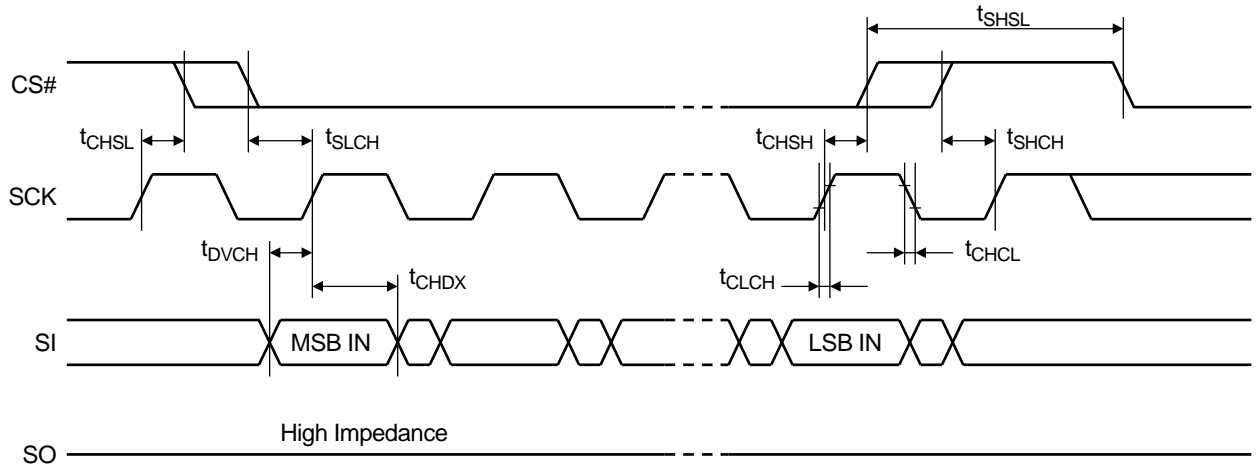 tSHSL
CS#
tCHSL
tSLCH
tCHSH
tSHCH
SCK
tDVCH
tCHDX
tCLCH
tCHCL
SI
MSB IN
LSB IN
High Impedance
SO